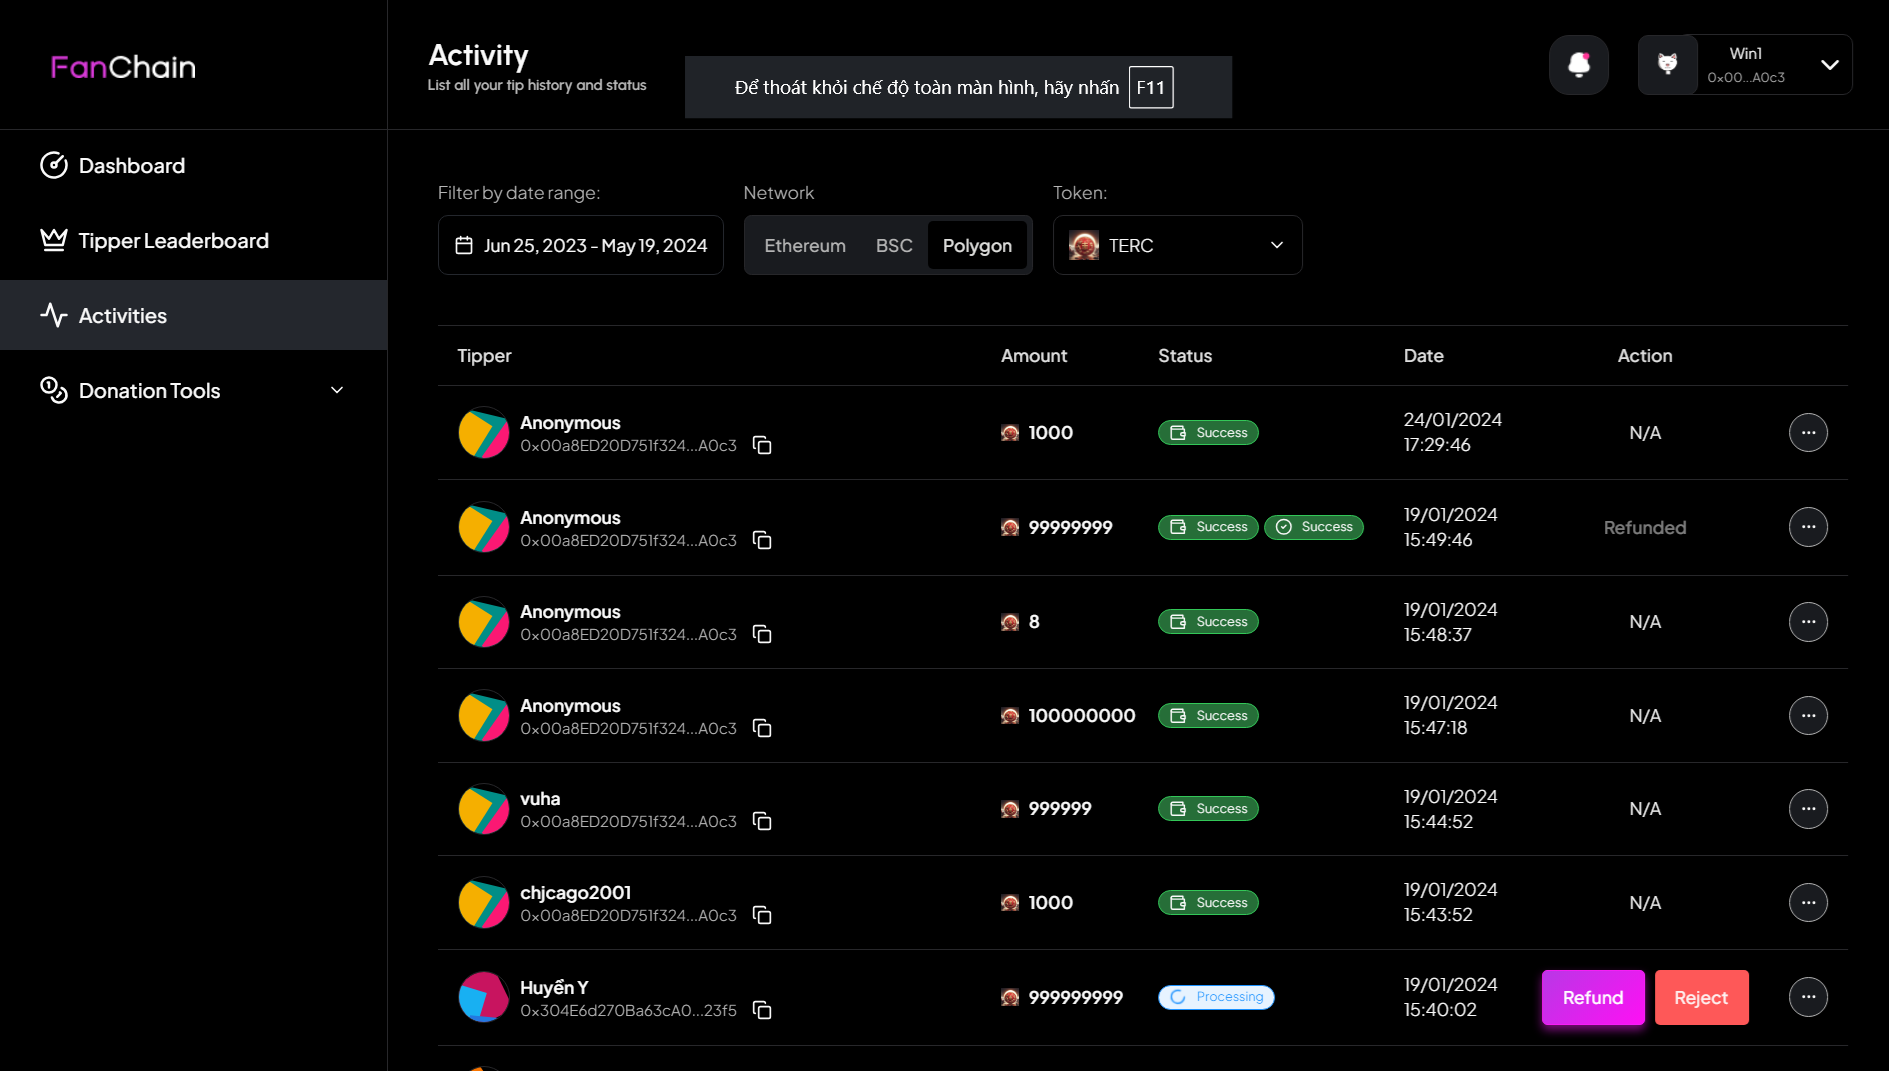 FanChain
Activity
List all your tip history and status
Để thoát khỏi chế độ toàn màn hình, hãy nhấn F11
Win1
0x00...A0c3
Dashboard
Tipper Leaderboard
Activities
Donation Tools
Filter by date range:
Network
Token:
Jun 25, 2023 - May 19, 2024
Ethereum BSC Polygon
TERC
Tipper Amount Status Date Action
Anonymous
0x00a8ED20D751f324...A0c3
1000
Success
24/01/2024
17:29:46
N/A
Anonymous
0x00a8ED20D751f324...A0c3
99999999
Success Success
19/01/2024
15:49:46
Refunded
Anonymous
0x00a8ED20D751f324...A0c3
8
Success
19/01/2024
15:48:37
N/A
Anonymous
0x00a8ED20D751f324...A0c3
100000000
Success
19/01/2024
15:47:18
N/A
vuha
0x00a8ED20D751f324...A0c3
999999
Success
19/01/2024
15:44:52
N/A
chjcago2001
0x00a8ED20D751f324...A0c3
1000
Success
19/01/2024
15:43:52
N/A
Huyền Y
0x304E6d270Ba63cA0...23f5
999999999
Processing
19/01/2024
15:40:02
Refund Reject